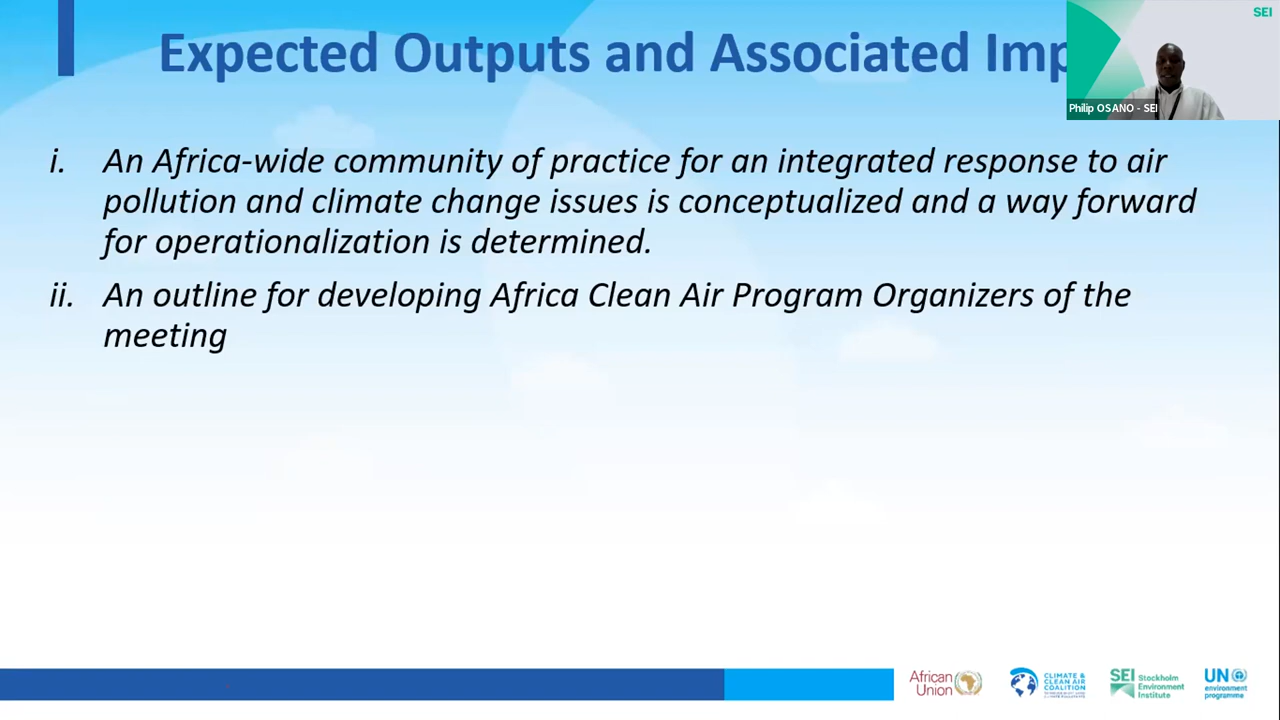 Expected Outputs and Associated Imp
SEI
Philip OSANO - SEI
i. An Africa-wide community of practice for an integrated response to air
pollution and climate change issues is conceptualized and a way forward
for operationalization is determined.
ii. An outline for developing Africa Clean Air Program Organizers of the
meeting
African
Union
CLIMATE &
CLEAN AIR
COALITION
SEI Stockholm
Environment
Institute
UN
environment
programme